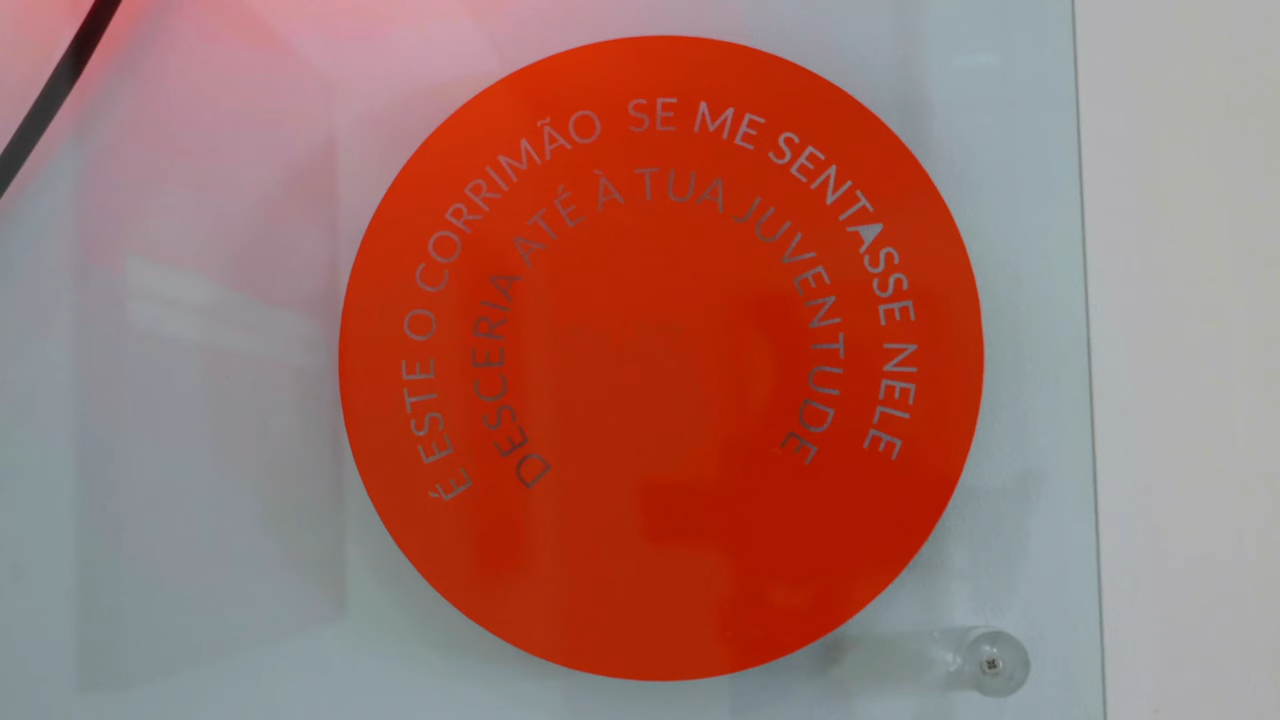 É ESTE O CORRIMÃO SE ME SENTASSE NELE
DESCERIA ATÉ À TUA JUVENTUDE